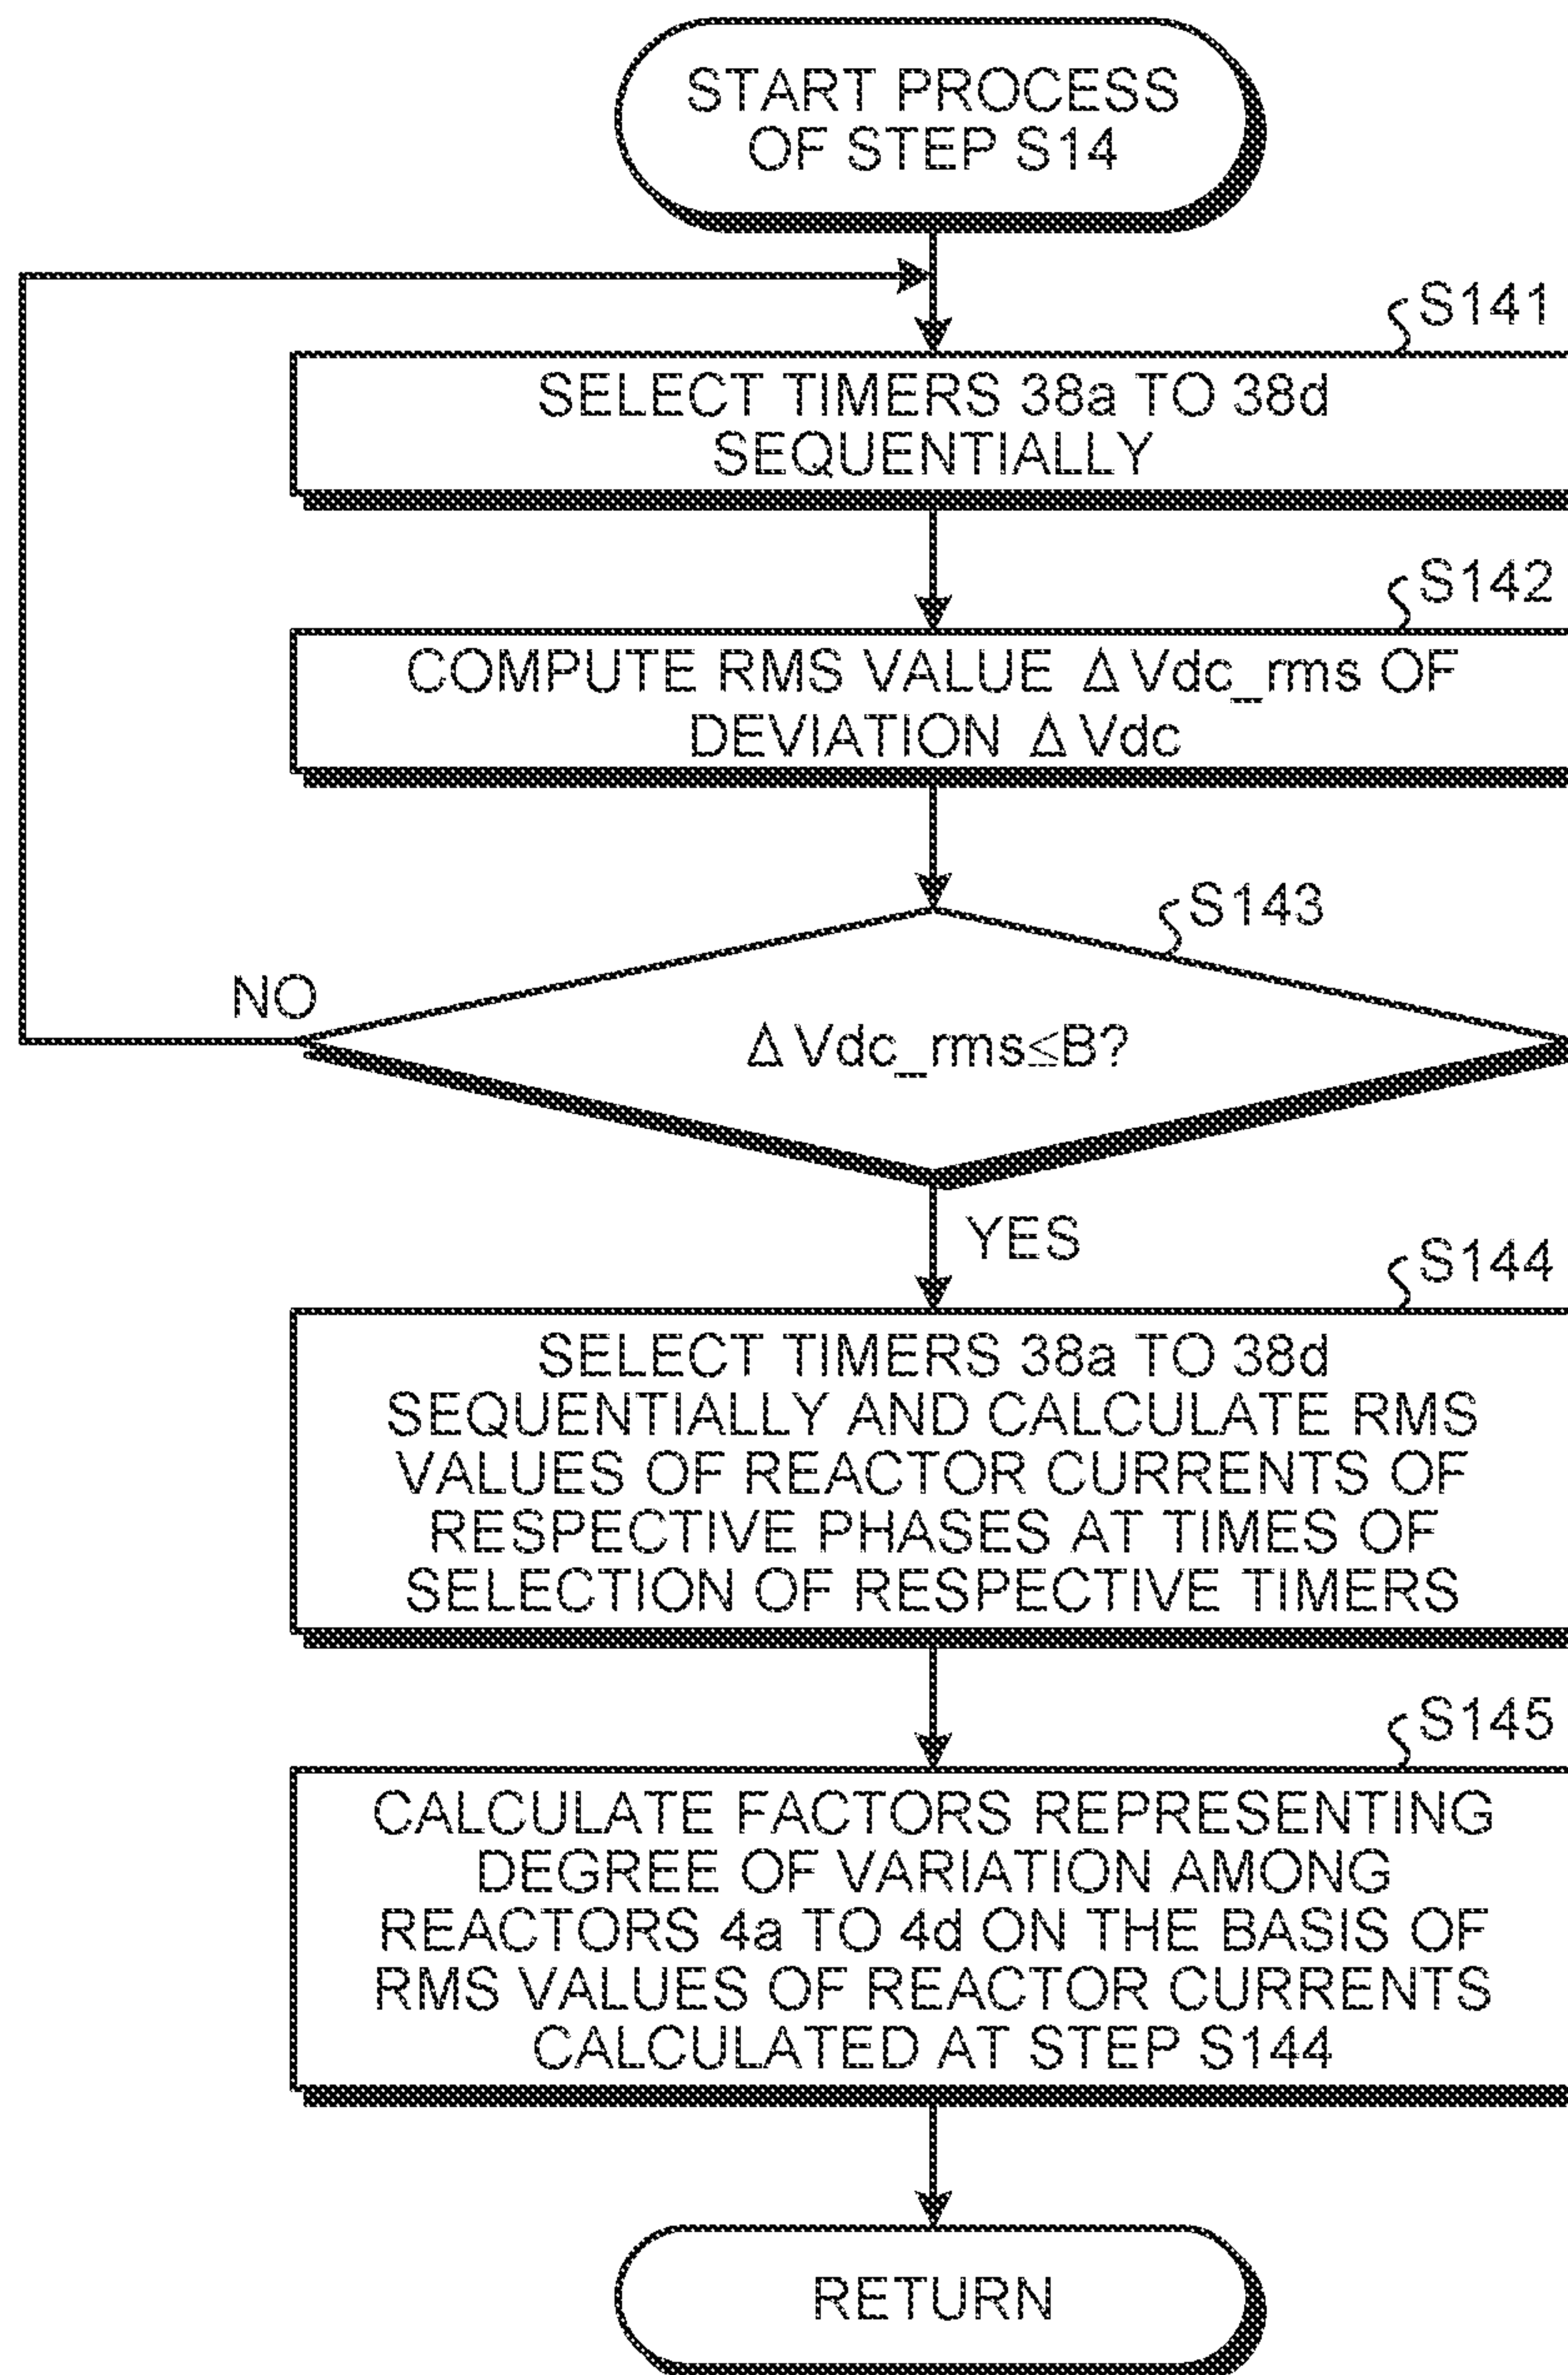 START PROCESS
OF STEP S14
S141
SELECT TIMERS 38a TO 38d
SEQUENTIALLY
S142
COMPUTE RMS VALUE Δ Vdc_rms OF
DEVIATION Δ Vdc
S143
NO
Δ Vdc_rms≤B?
YES
S144
SELECT TIMERS 38a TO 38d
SEQUENTIALLY AND CALCULATE RMS
VALUES OF REACTOR CURRENTS OF
RESPECTIVE PHASES AT TIMES OF
SELECTION OF RESPECTIVE TIMERS
S145
CALCULATE FACTORS REPRESENTING
DEGREE OF VARIATION AMONG
REACTORS 4a TO 4d ON THE BASIS OF
RMS VALUES OF REACTOR CURRENTS
CALCULATED AT STEP S144
RETURN